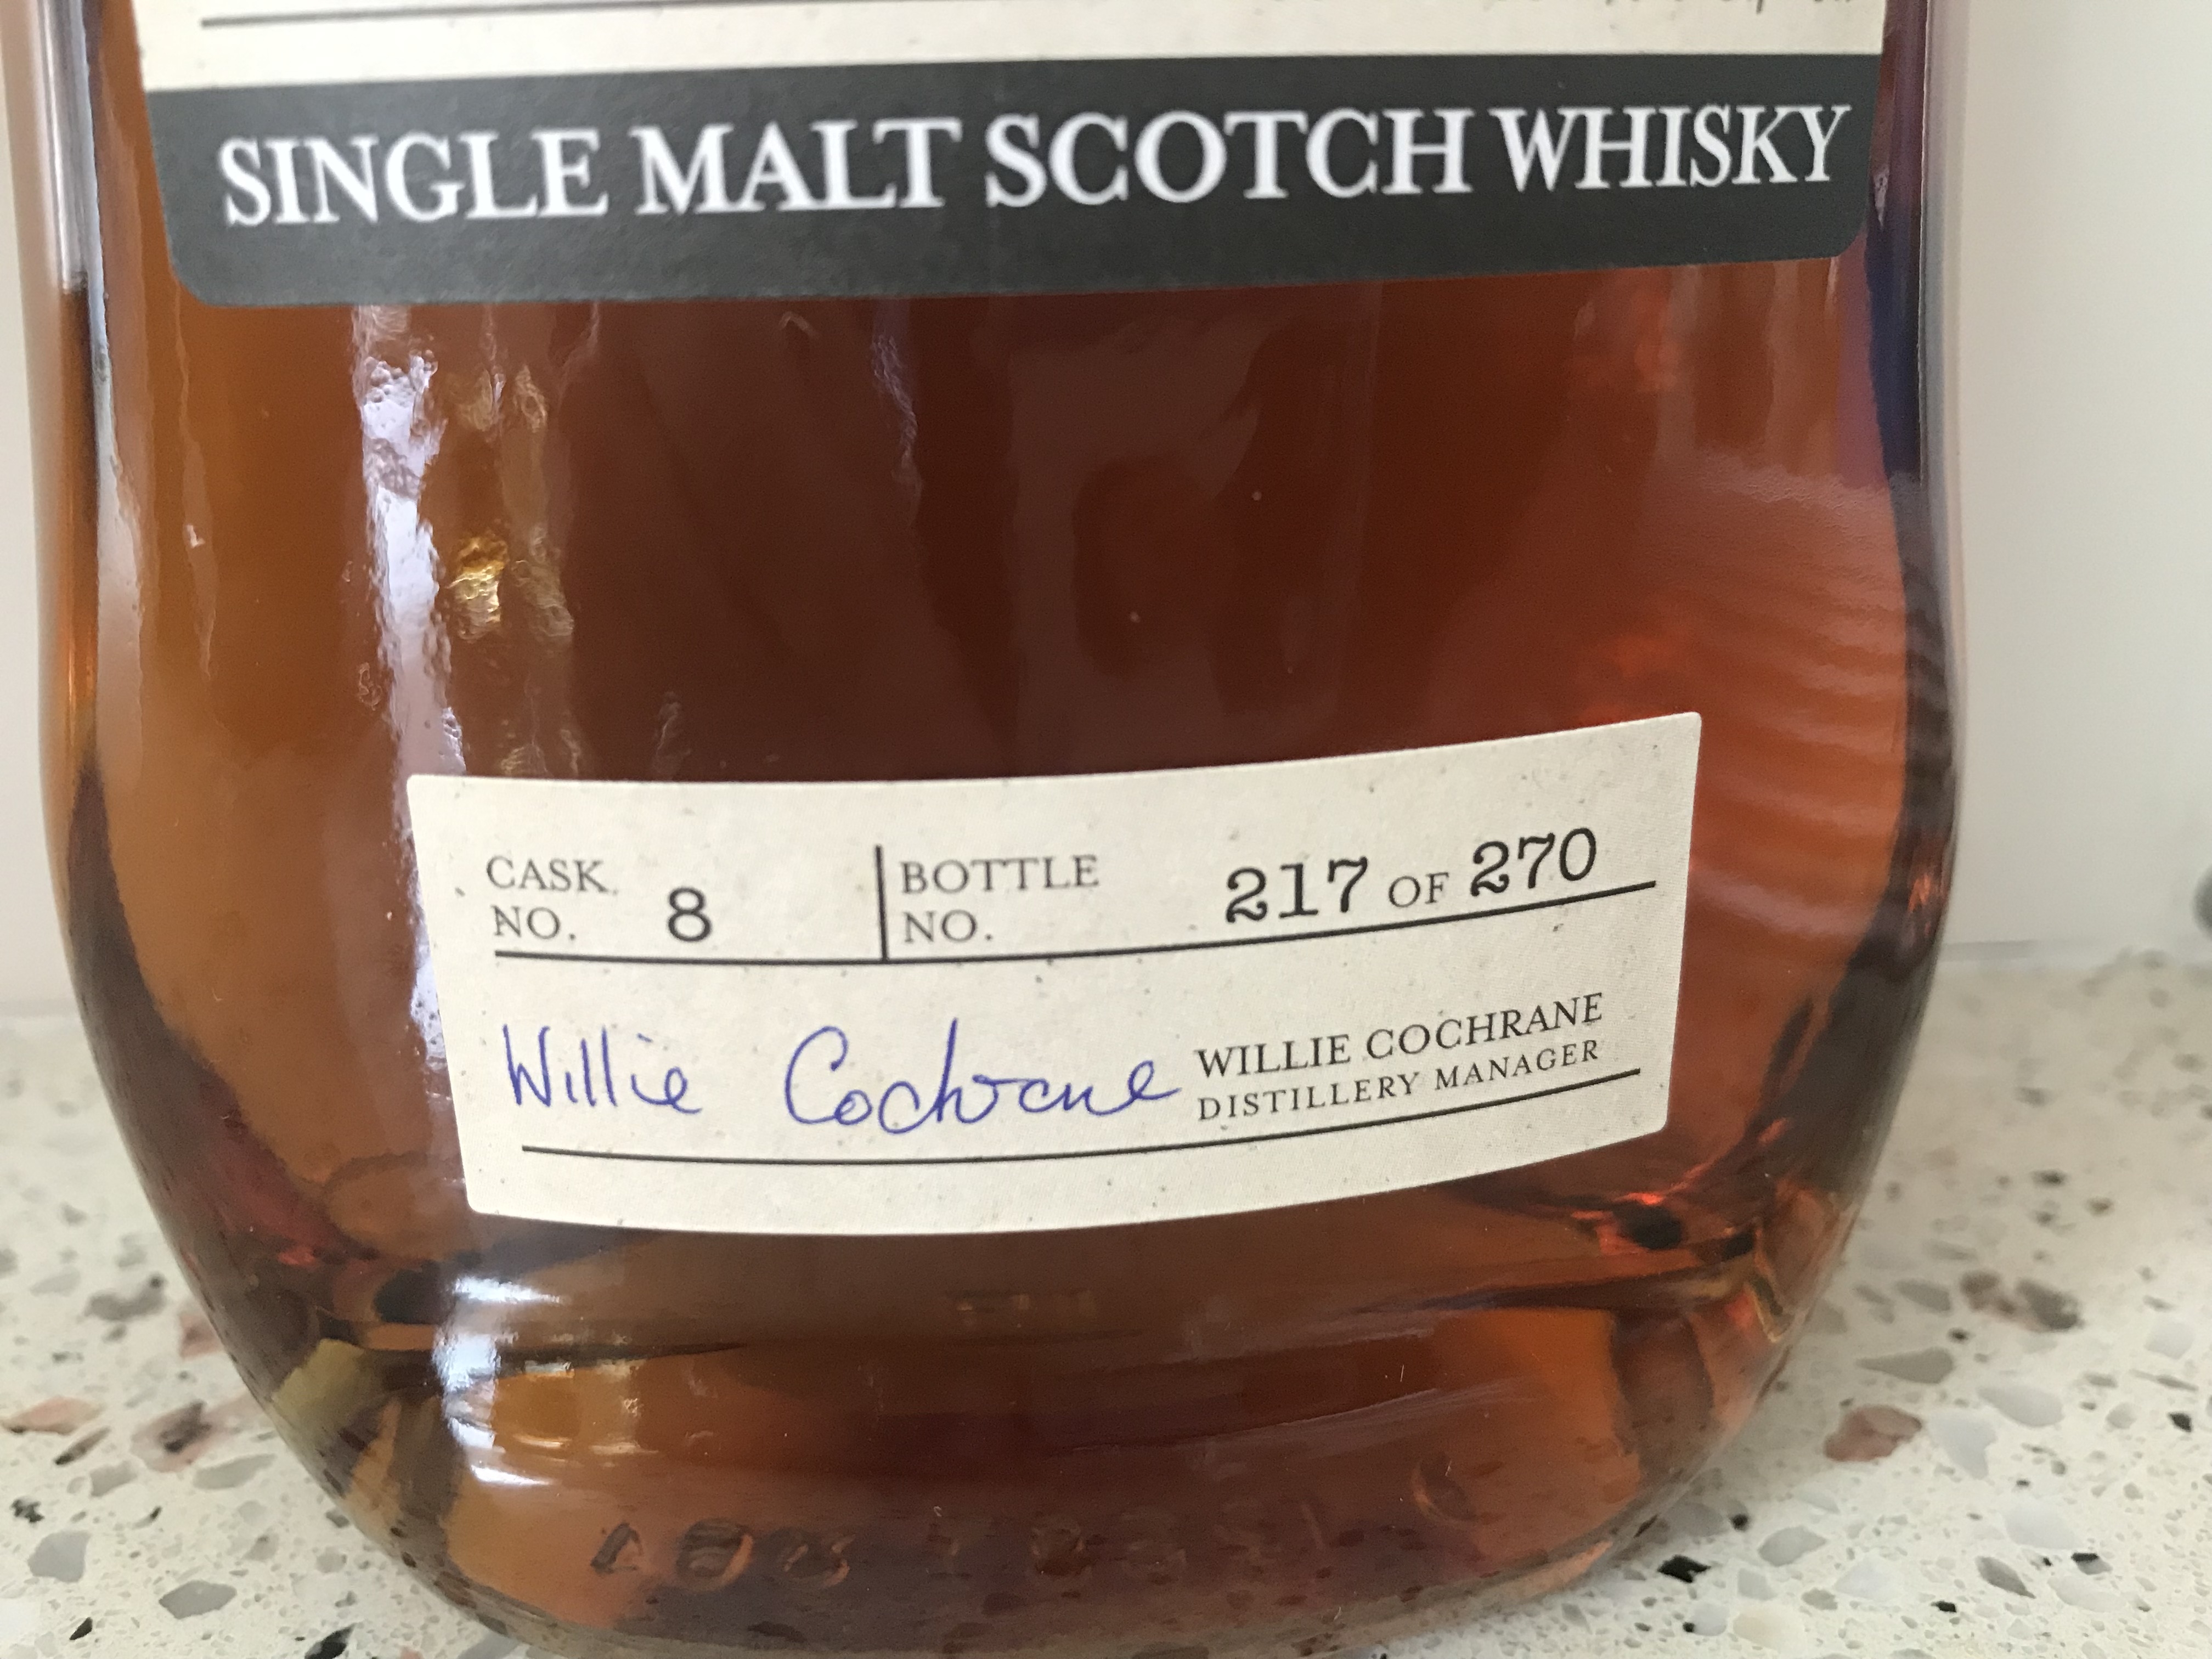 SINGLE MALT SCOTCH WHISKY
CASK NO. 8 BOTTLE NO. 217 OF 270
Willie Cochrane WILLIE COCHRANE
DISTILLERY MANAGER